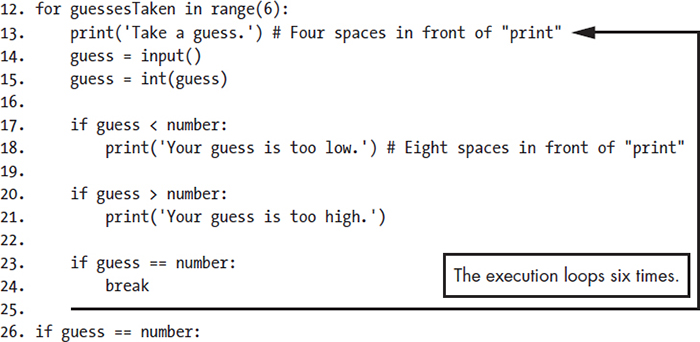 12. for guessesTaken in range(6):
13.     print('Take a guess.') # Four spaces in front of "print"
14.     guess = input()
15.     guess = int(guess)
16.
17.     if guess < number:
18.         print('Your guess is too low.') # Eight spaces in front of "print"
19.
20.     if guess > number:
21.         print('Your guess is too high.')
22.
23.     if guess == number:
24.         break
The execution loops six times.
25.
26. if guess == number: